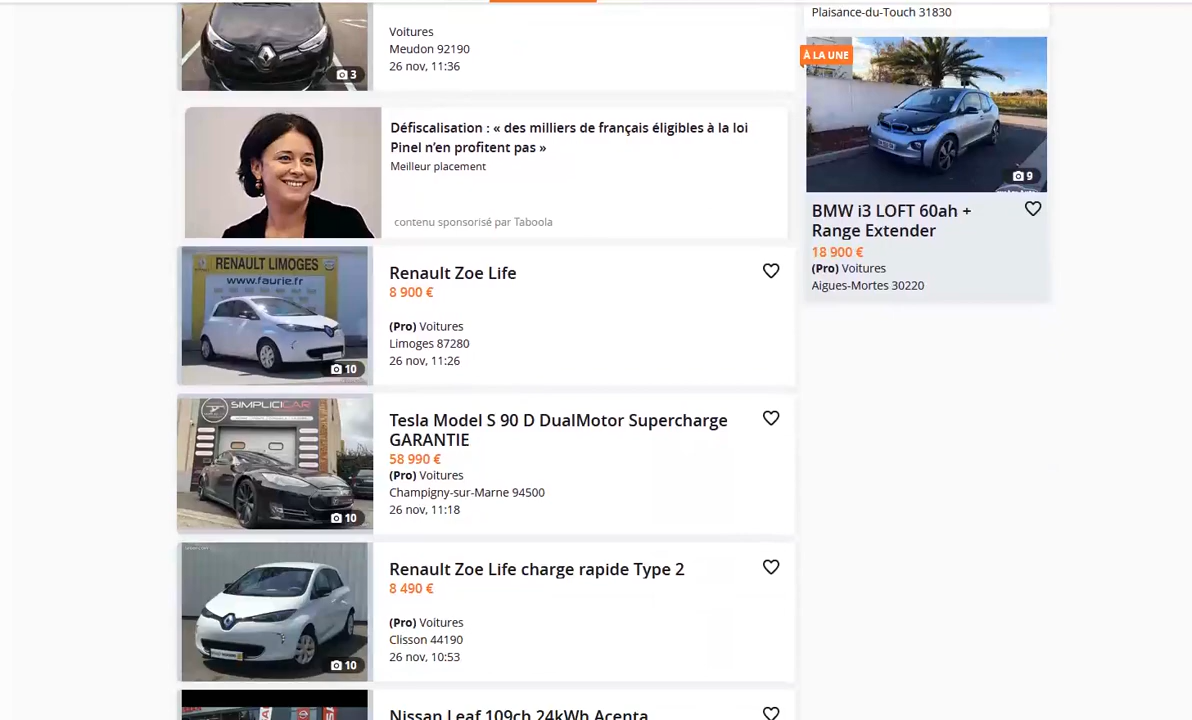 Voitures
Meudon 92190
26 nov, 11:36
3
Défiscalisation : « des milliers de français éligibles à la loi
Pinel n'en profitent pas »
Meilleur placement
contenu sponsorisé par Taboola
RENAULT LIMOGES
www.faurie.fr
10
Renault Zoe Life
8 900 €
(Pro) Voitures
Limoges 87280
26 nov, 11:26
SIMPLICICAR
10
Tesla Model S 90 D DualMotor Supercharge
GARANTIE
58 990 €
(Pro) Voitures
Champigny-sur-Marne 94500
26 nov, 11:18
10
Renault Zoe Life charge rapide Type 2
8 490 €
(Pro) Voitures
Clisson 44190
26 nov, 10:53
Nissan Leaf 109ch 24kWh Acenta
Plaisance-du-Touch 31830
À LA UNE
9
BMW i3 LOFT 60ah +
Range Extender
18 900 €
(Pro) Voitures
Aigues-Mortes 30220